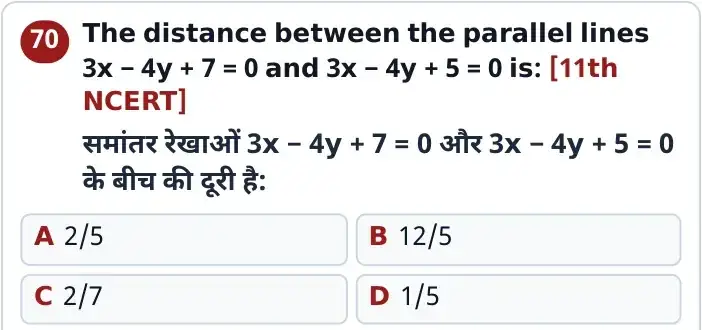 70 The distance between the parallel lines
3x − 4y + 7 = 0 and 3x − 4y + 5 = 0 is: [11th
NCERT]
समांतर रेखाओं 3x − 4y + 7 = 0 और 3x − 4y + 5 = 0
के बीच की दूरी है:
A 2/5
B 12/5
C 2/7
D 1/5